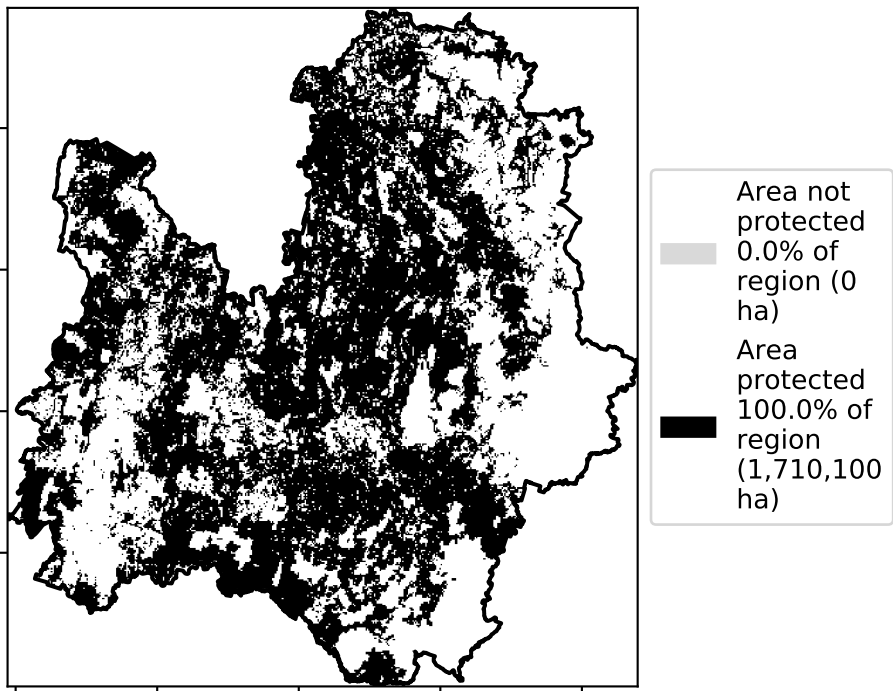 Area not
protected
0.0% of
region (0
ha)
Area
protected
100.0% of
region
(1,710,100
ha)